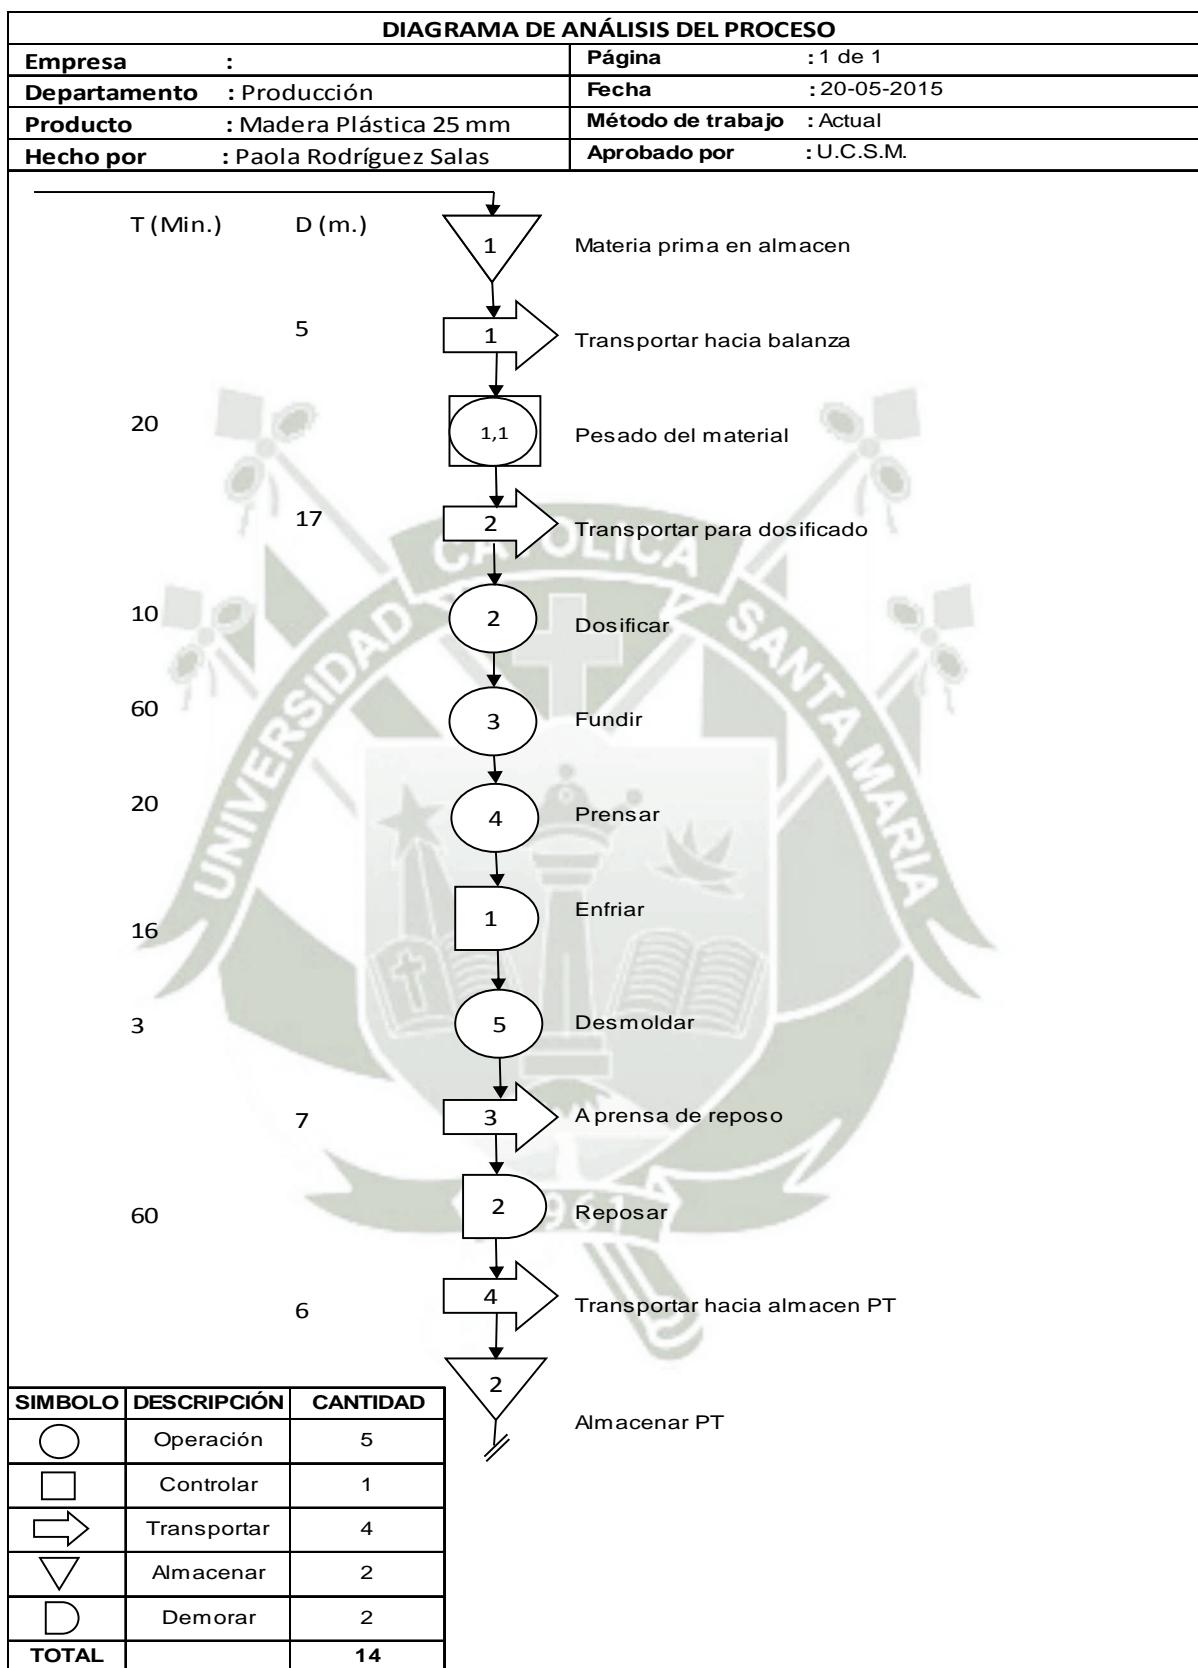 DIAGRAMA DE ANÁLISIS DEL PROCESO
Empresa :
Página : 1 de 1
Departamento : Producción
Fecha : 20-05-2015
Producto : Madera Plástica 25 mm
Método de trabajo : Actual
Hecho por : Paola Rodríguez Salas
Aprobado por : U.C.S.M.
T (Min.) D (m.)
1 Materia prima en almacen
5 1 Transportar hacia balanza
20 1,1 Pesado del material
17 2 Transportar para dosificado
10 2 Dosificar
60 3 Fundir
20 4 Prensar
16 1 Enfriar
3 5 Desmoldar
7 3 A prensa de reposo
60 2 Reposar
6 4 Transportar hacia almacen PT
2 Almacenar PT
SIMBOLO DESCRIPCIÓN CANTIDAD
Operación 5
Controlar 1
Transportar 4
Almacenar 2
Demorar 2
TOTAL 14
UNIVERSIDAD CATOLICA SANTA MARIA
961